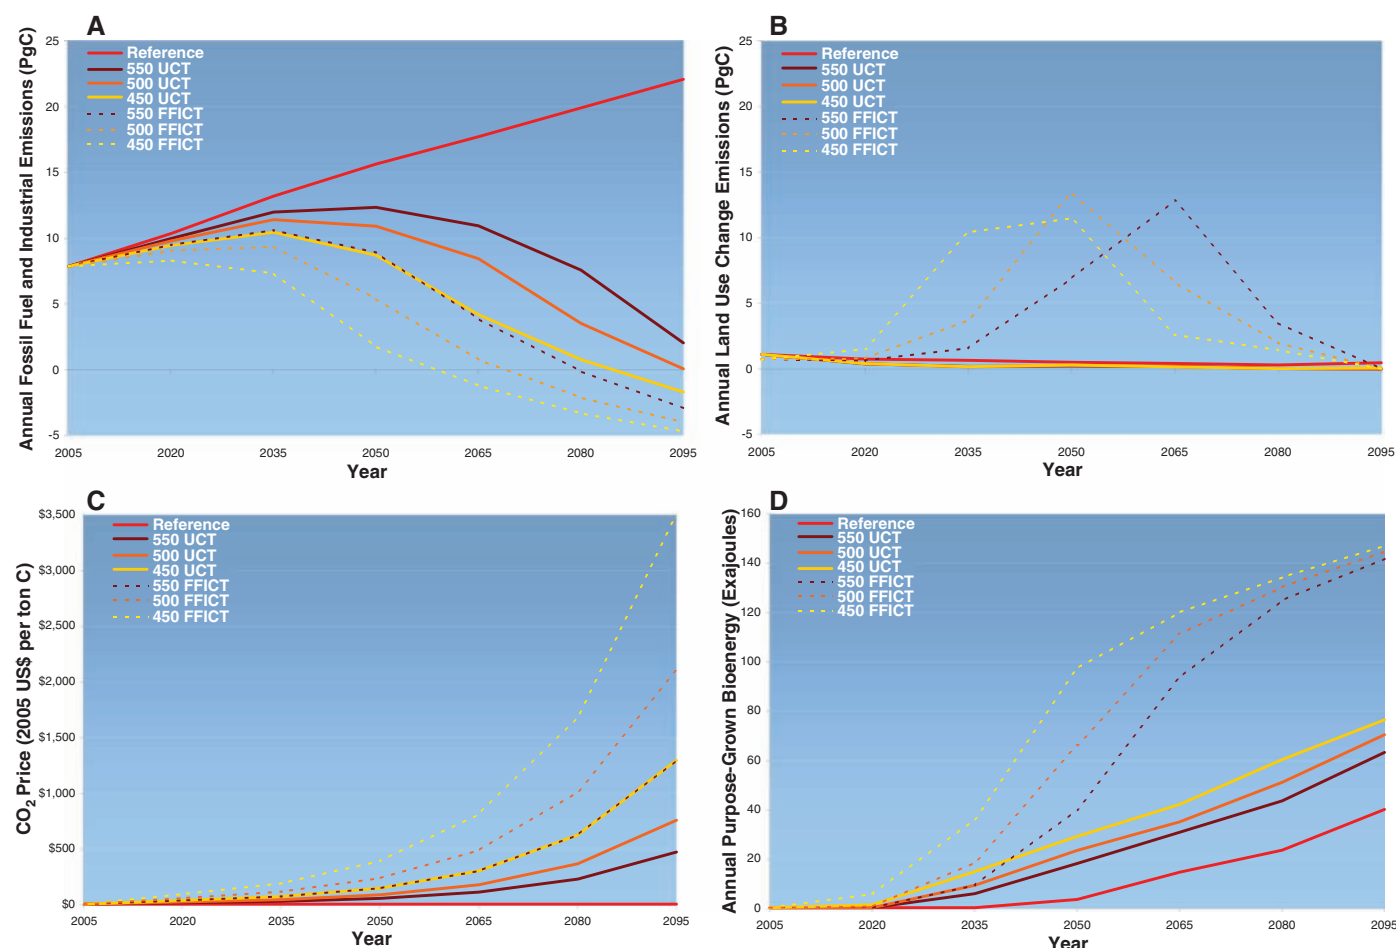 A
Annual Fossil Fuel and Industrial Emissions (PgC)
25
20
15
10
5
0
-5
Reference
550 UCT
500 UCT
450 UCT
550 FFICT
500 FFICT
450 FFICT
2005 2020 2035 2050 2065 2080 2095
Year
B
Annual Land Use Change Emissions (PgC)
25
20
15
10
5
0
-5
Reference
550 UCT
500 UCT
450 UCT
550 FFICT
500 FFICT
450 FFICT
2005 2020 2035 2050 2065 2080 2095
Year
C
CO2 Price (2005 US$ per ton C)
$3,500
$3,000
$2,500
$2,000
$1,500
$1,000
$500
$0
Reference
550 UCT
500 UCT
450 UCT
550 FFICT
500 FFICT
450 FFICT
2005 2020 2035 2050 2065 2080 2095
Year
D
Annual Purpose-Grown Bioenergy (Exajoules)
160
140
120
100
80
60
40
20
0
Reference
550 UCT
500 UCT
450 UCT
550 FFICT
500 FFICT
450 FFICT
2005 2020 2035 2050 2065 2080 2095
Year